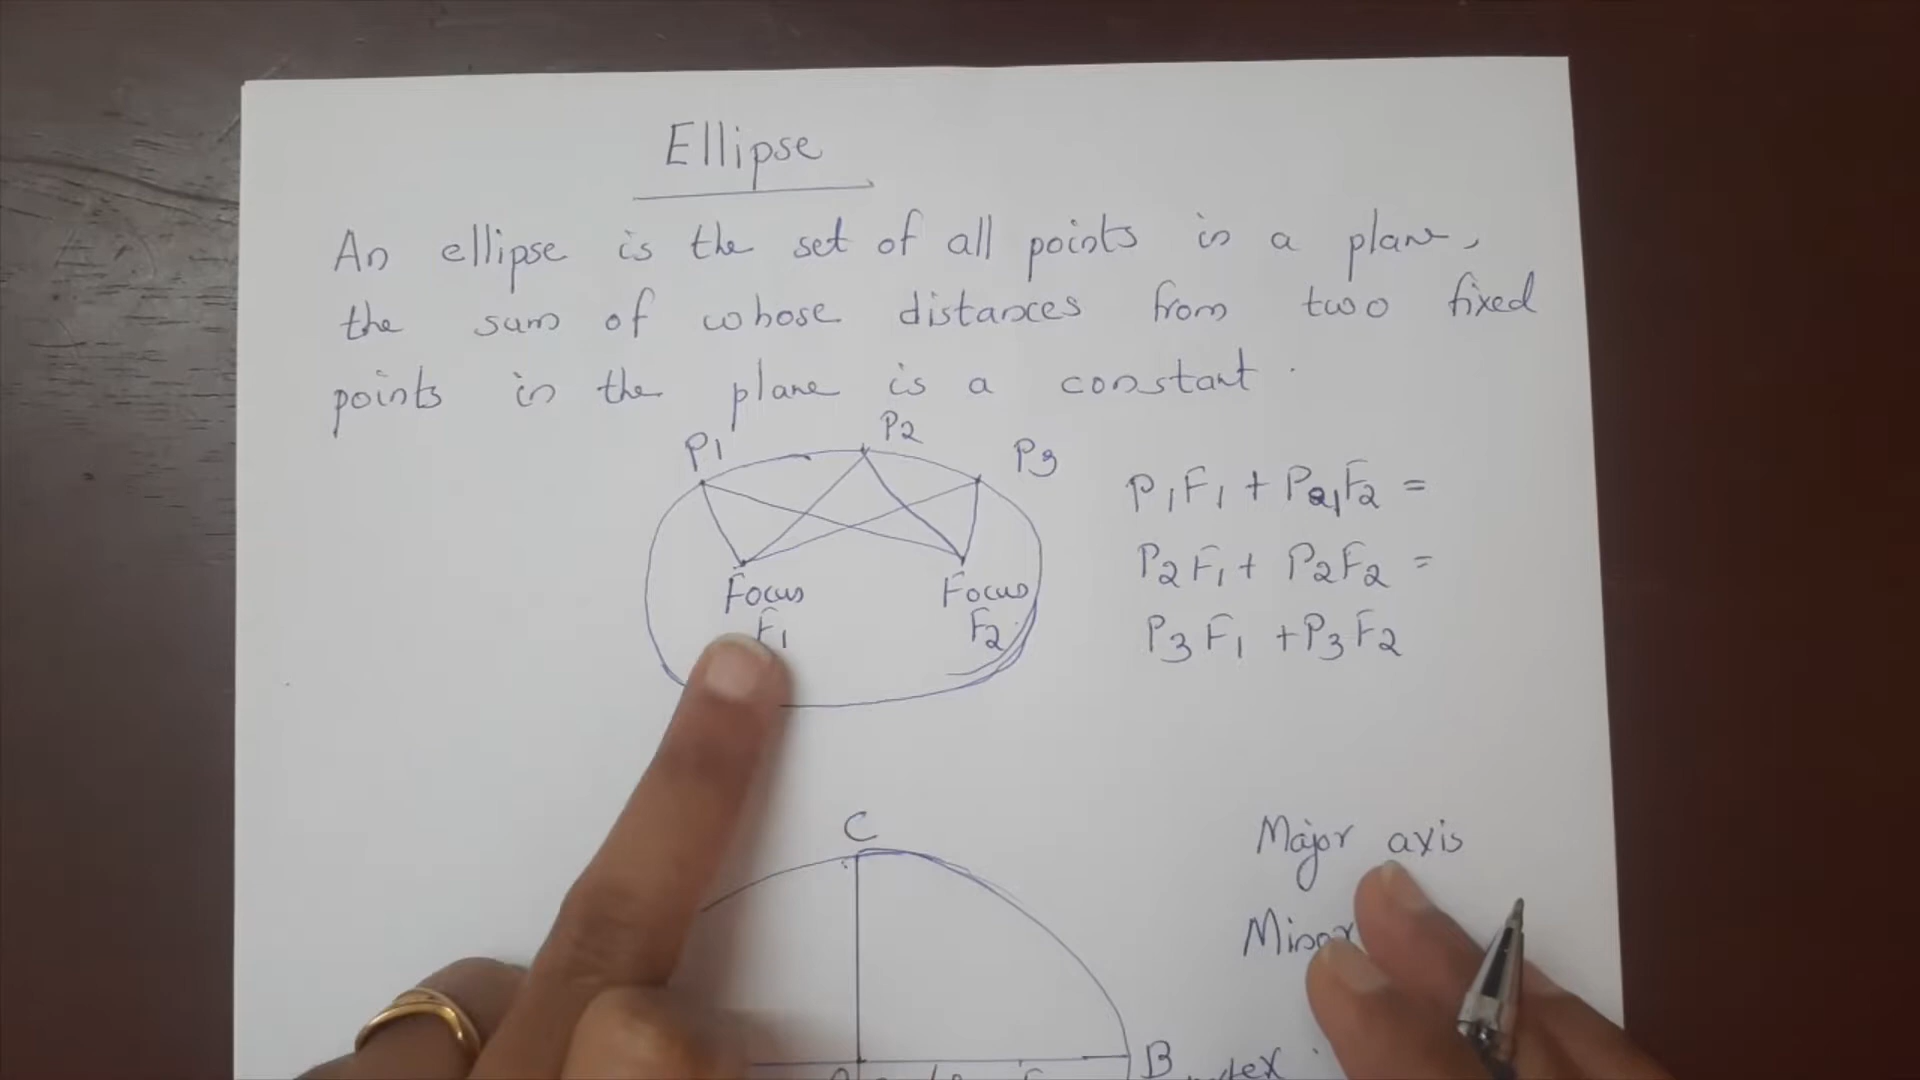 Ellipse
An ellipse is the set of all points in a plane,
the sum of whose distances from two fixed
points in the plane is a constant.
P1 P2 P3
Focus F1
Focus F2
P1F1 + P21F2 =
P2F1 + P2F2 =
P3F1 + P3F2
C
Major axis
Minor
B